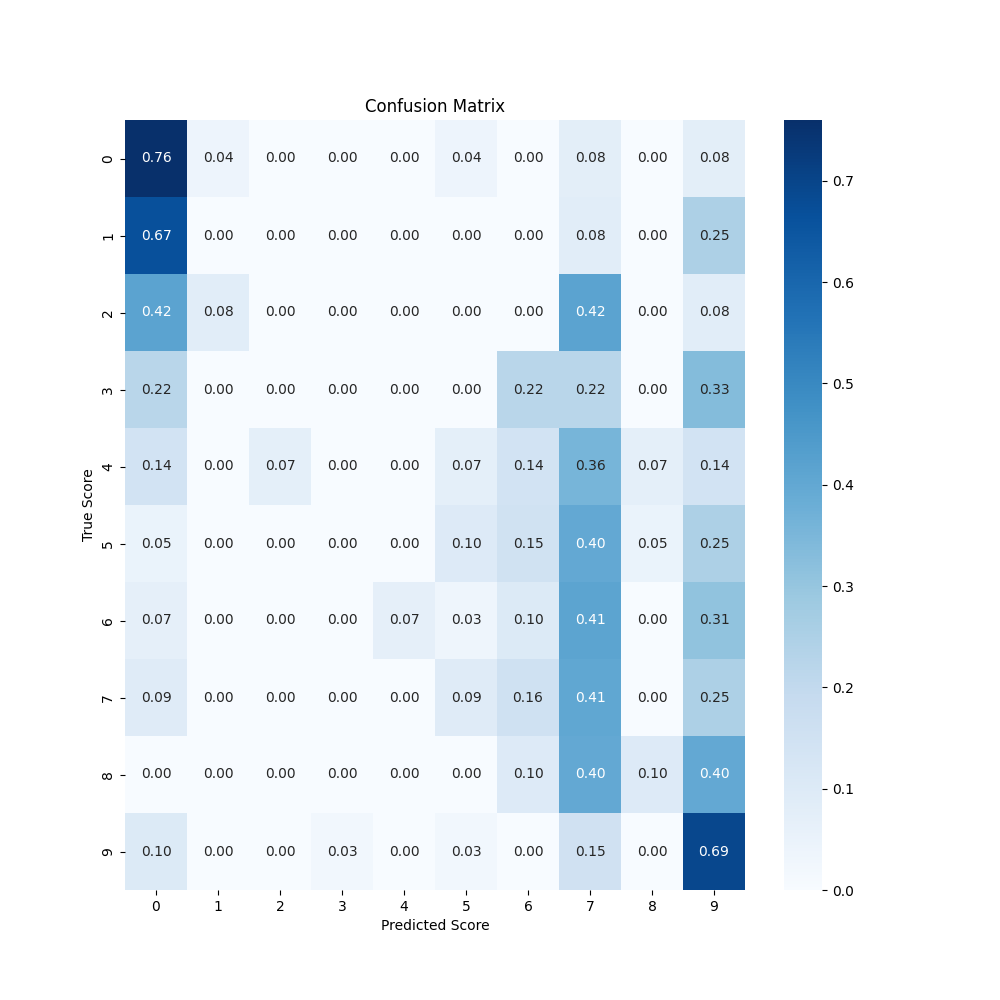 Confusion Matrix
0 0.76 0.04 0.00 0.00 0.00 0.04 0.00 0.08 0.00 0.08
1 0.67 0.00 0.00 0.00 0.00 0.00 0.00 0.08 0.00 0.25
2 0.42 0.08 0.00 0.00 0.00 0.00 0.00 0.42 0.00 0.08
3 0.22 0.00 0.00 0.00 0.00 0.00 0.22 0.22 0.00 0.33
4 0.14 0.00 0.07 0.00 0.00 0.07 0.14 0.36 0.07 0.14
5 0.05 0.00 0.00 0.00 0.00 0.10 0.15 0.40 0.05 0.25
6 0.07 0.00 0.00 0.00 0.07 0.03 0.10 0.41 0.00 0.31
7 0.09 0.00 0.00 0.00 0.00 0.09 0.16 0.41 0.00 0.25
8 0.00 0.00 0.00 0.00 0.00 0.00 0.10 0.40 0.10 0.40
9 0.10 0.00 0.00 0.03 0.00 0.03 0.00 0.15 0.00 0.69
0 1 2 3 4 5 6 7 8 9
Predicted Score
True Score
0.7
0.6
0.5
0.4
0.3
0.2
0.1
0.0